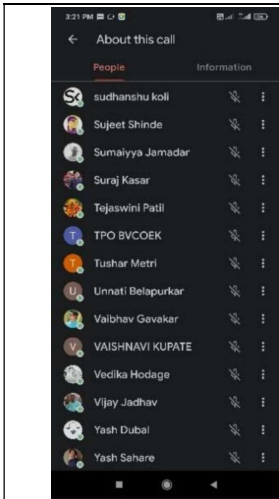 3:21 PM
About this call
People Information
SK sudhanshu koli
Sujeet Shinde
Sumaiyya Jamadar
Suraj Kasar
Tejaswini Patil
T TPO BVCOEK
T Tushar Metri
U Unnati Belapurkar
Vaibhav Gavakar
V VAISHNAVI KUPATE
Vedika Hodage
Vijay Jadhav
Yash Dubal
Yash Sahare